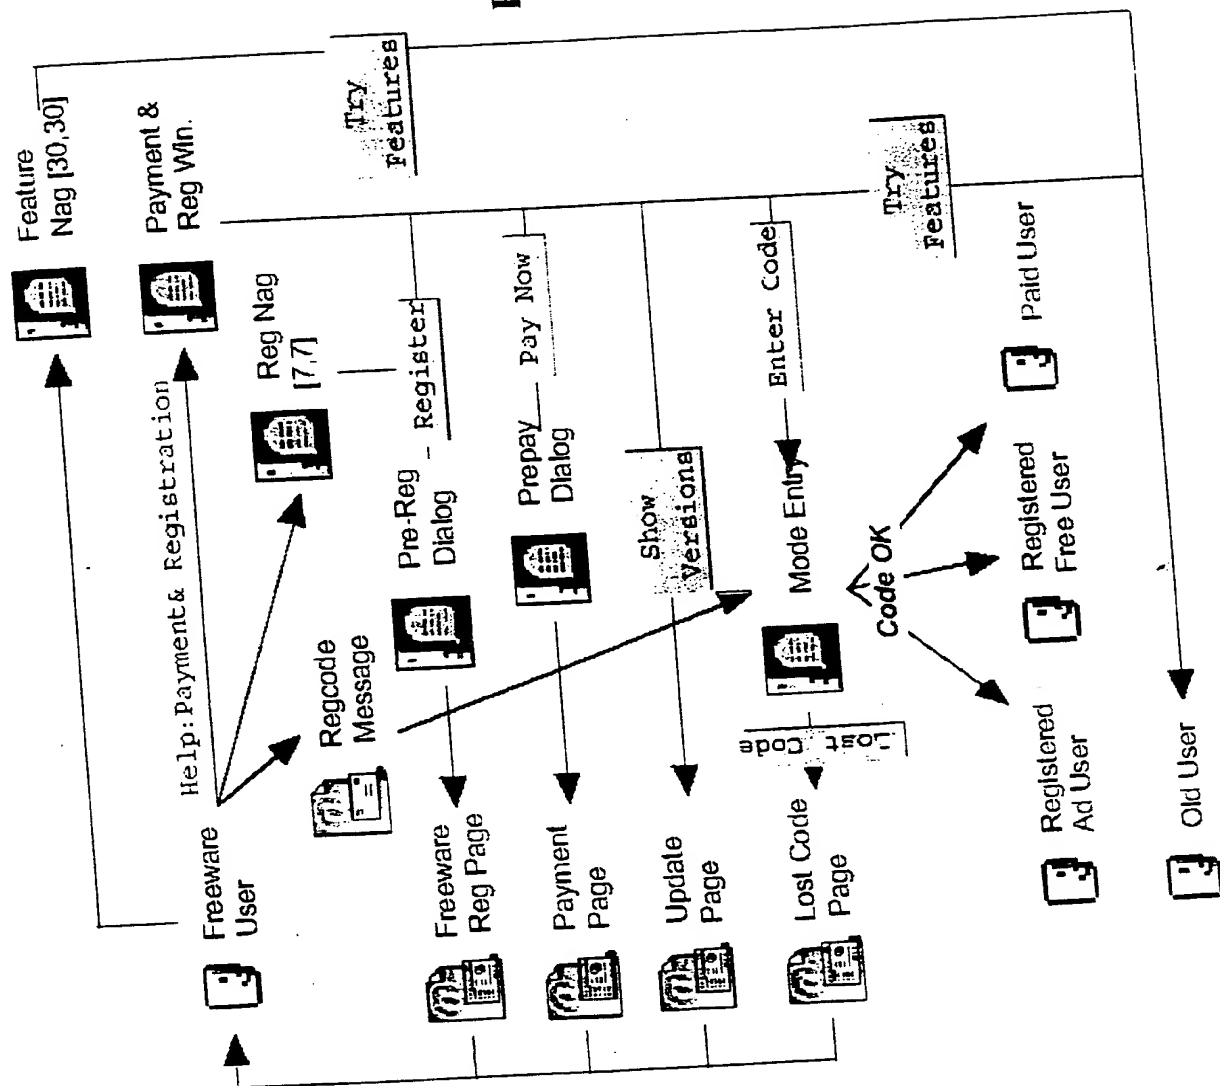 Feature
Nag [30,30]
Payment &
Reg Win.
Try
Features
Help:Payment& Registration
Reg Nag
[7,7]
Freeware
User
Regcode
Message
Pre-Reg
Dialog
Register
Prepay
Dialog
Pay Now
Show
Versions
Enter Code
Try
Features
Mode Entry
Code OK
Lost Code
Freeware
Reg Page
Payment
Page
Update
Page
Lost Code
Page
Registered
Ad User
Registered
Free User
Paid User
Old User